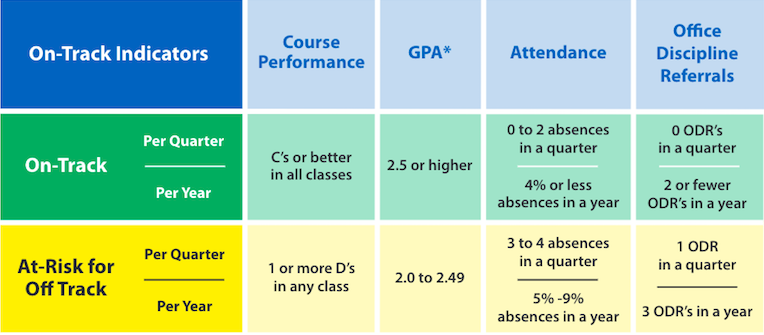 On-Track Indicators
Course
Performance
GPA*
Attendance
Office
Discipline
Referrals
On-Track
Per Quarter
Per Year
C's or better
in all classes
2.5 or higher
0 to 2 absences
in a quarter
4% or less
absences in a year
0 ODR's
in a quarter
2 or fewer
ODR's in a year
At-Risk for
Off Track
Per Quarter
Per Year
1 or more D's
in any class
2.0 to 2.49
3 to 4 absences
in a quarter
5% -9%
absences in a year
1 ODR
in a quarter
3 ODR's in a year